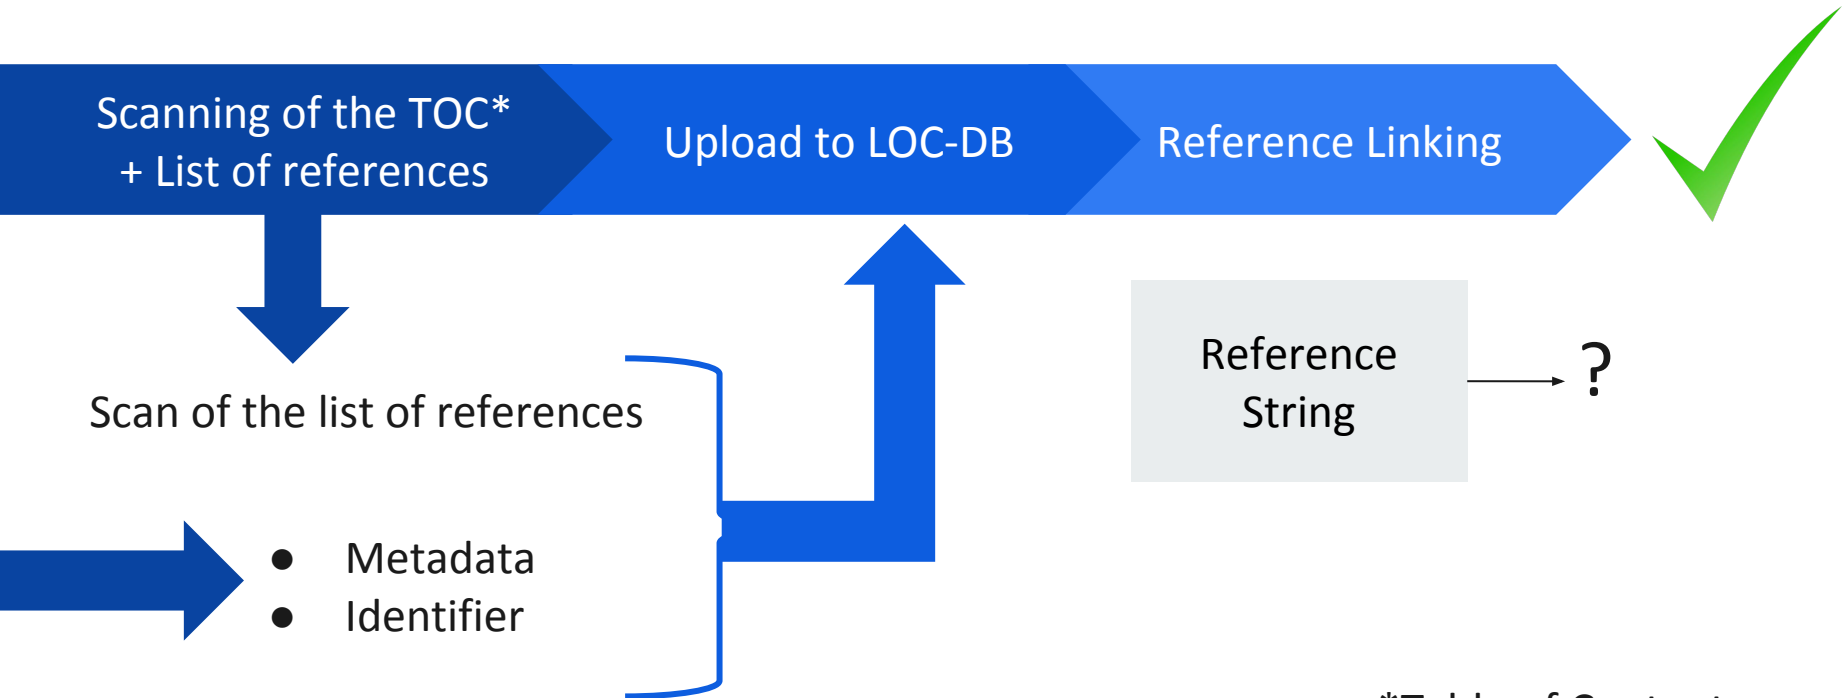 Scanning of the TOC*
+ List of references
Upload to LOC-DB
Reference Linking
Scan of the list of references
● Metadata
● Identifier
Reference
String
?